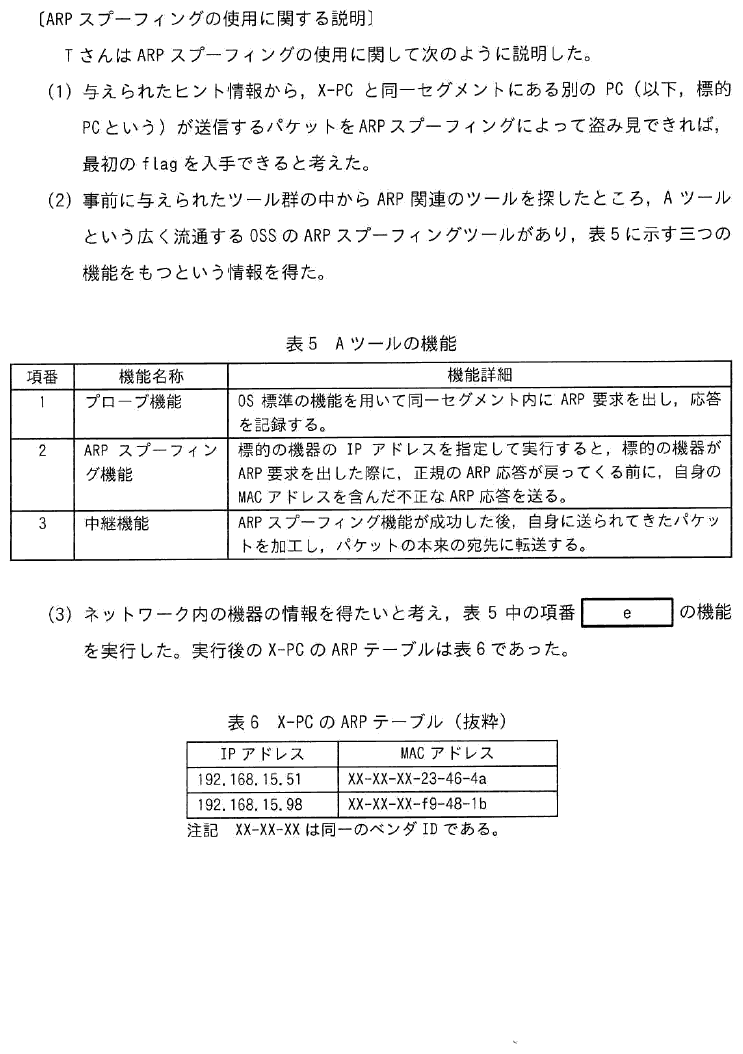 〔ARP スプーフィングの使用に関する説明〕
T さんは ARP スプーフィングの使用に関して次のように説明した。
(1) 与えられたヒント情報から，X-PC と同一セグメントにある別の PC（以下，標的
PC という）が送信するパケットを ARP スプーフィングによって盗み見できれば，
最初の flag を入手できると考えた。
(2) 事前に与えられたツール群の中から ARP 関連のツールを探したところ，A ツール
という広く流通する OSS の ARP スプーフィングツールがあり，表 5 に示す三つの
機能をもつという情報を得た。
表 5 A ツールの機能
項番 機能名称 機能詳細
1 プローブ機能 OS 標準の機能を用いて同一セグメント内に ARP 要求を出し，応答
を記録する。
2 ARP スプーフィン 標的の機器の IP アドレスを指定して実行すると，標的の機器が
グ機能 ARP 要求を出した際に，正規の ARP 応答が戻ってくる前に，自身の
MAC アドレスを含んだ不正な ARP 応答を送る。
3 中継機能 ARP スプーフィング機能が成功した後，自身に送られてきたパケッ
トを加工し，パケットの本来の宛先に転送する。
(3) ネットワーク内の機器の情報を得たいと考え，表 5 中の項番 e の機能
を実行した。実行後の X-PC の ARP テーブルは表 6 であった。
表 6 X-PC の ARP テーブル（抜粋）
IP アドレス MAC アドレス
192.168.15.51 XX-XX-XX-23-46-4a
192.168.15.98 XX-XX-XX-f9-48-1b
注記 XX-XX-XX は同一のベンダ ID である。